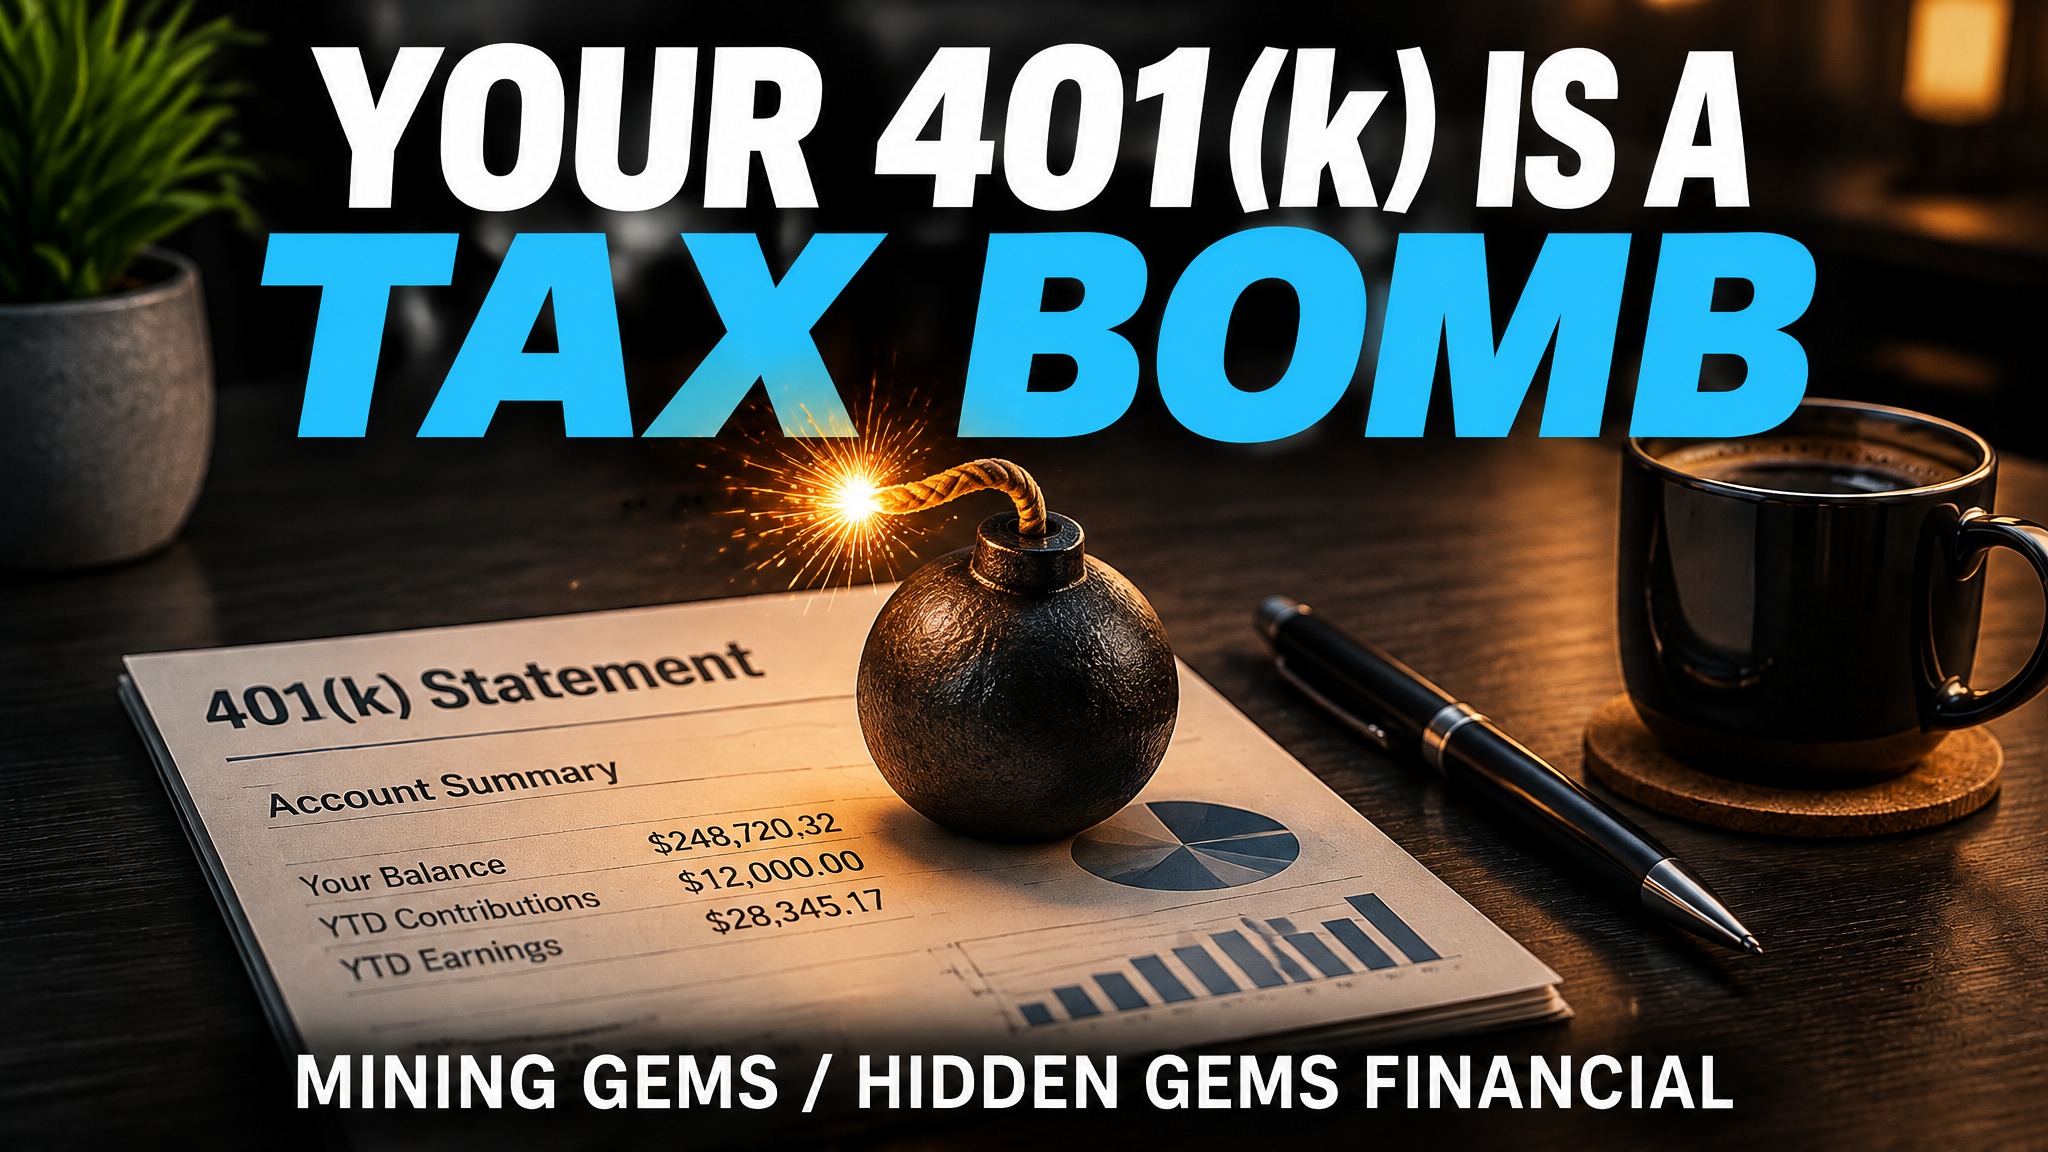 YOUR 401(k) IS A
TAX BOMB
401(k) Statement
Account Summary
Your Balance $248,720.32
YTD Contributions $12,000.00
YTD Earnings $28,345.17
MINING GEMS / HIDDEN GEMS FINANCIAL